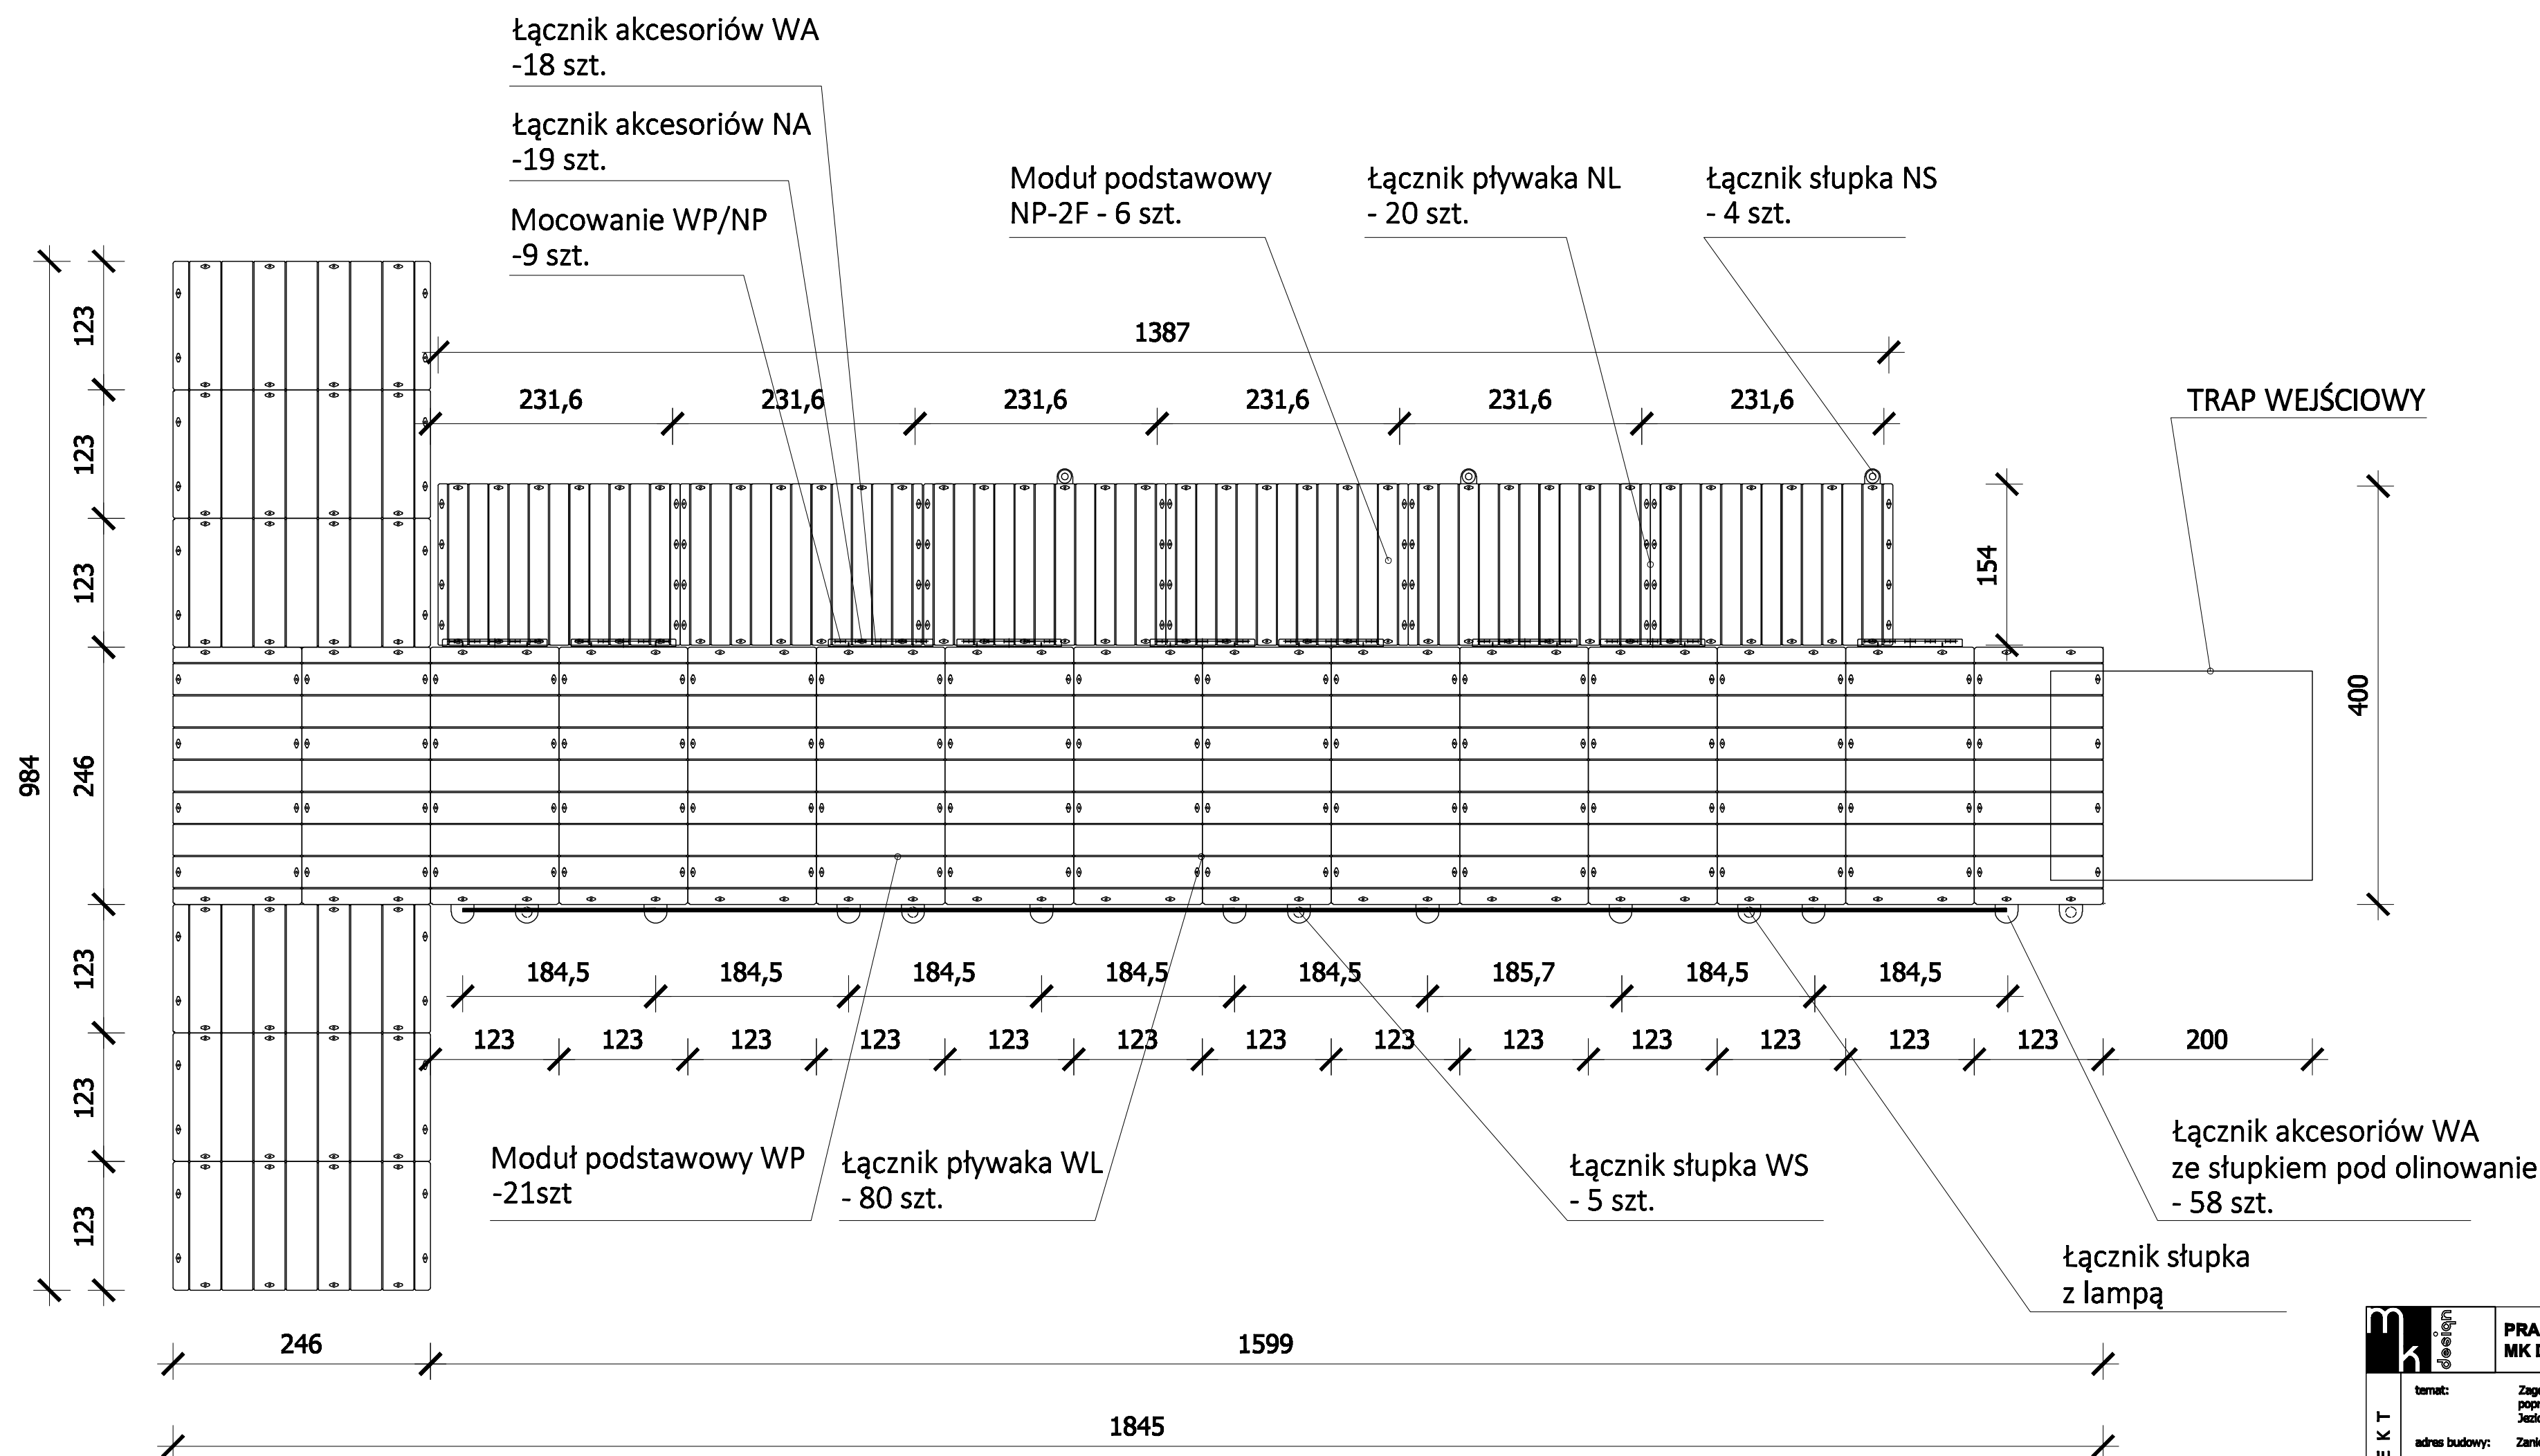 Łącznik akcesoriów WA
-18 szt.
Łącznik akcesoriów NA
-19 szt.
Mocowanie WP/NP
-9 szt.
Moduł podstawowy
NP-2F - 6 szt.
Łącznik pływaka NL
- 20 szt.
Łącznik słupka NS
- 4 szt.
1387
231,6 231,6 231,6 231,6 231,6 231,6
TRAP WEJŚCIOWY
123
123
123
246
123
123
123
984
154
400
184,5 184,5 184,5 184,5 184,5 185,7 184,5 184,5
123 123 123 123 123 123 123 123 123 123 123 123 123 200
Moduł podstawowy WP
-21szt
Łącznik pływaka WL
- 80 szt.
Łącznik słupka WS
- 5 szt.
Łącznik akcesoriów WA
ze słupkiem pod olinowanie
- 58 szt.
Łącznik słupka
z lampą
246 1599
1845
mk design
PRA
MK
temat:
adres budowy: